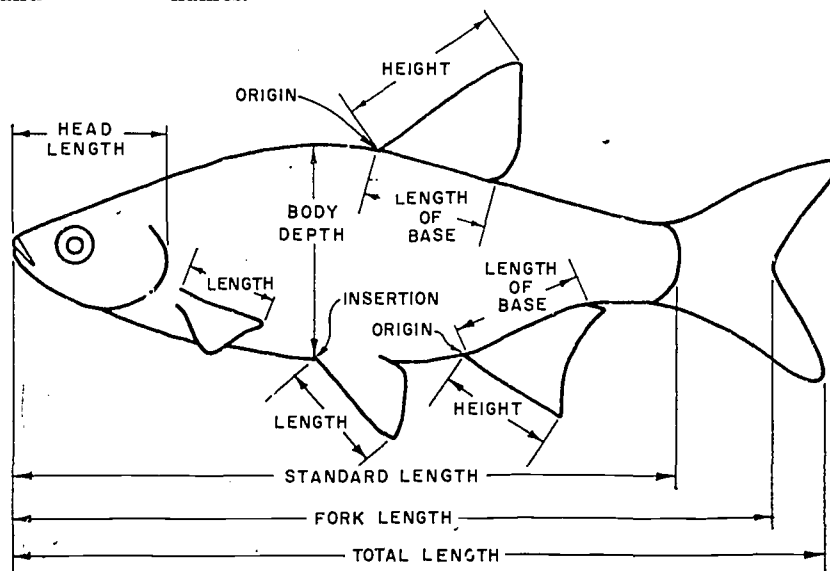 HEIGHT
ORIGIN
HEAD
LENGTH
BODY
DEPTH
LENGTH
OF
BASE
LENGTH
LENGTH
OF
BASE
INSERTION
ORIGIN
LENGTH
HEIGHT
STANDARD LENGTH
FORK LENGTH
TOTAL LENGTH